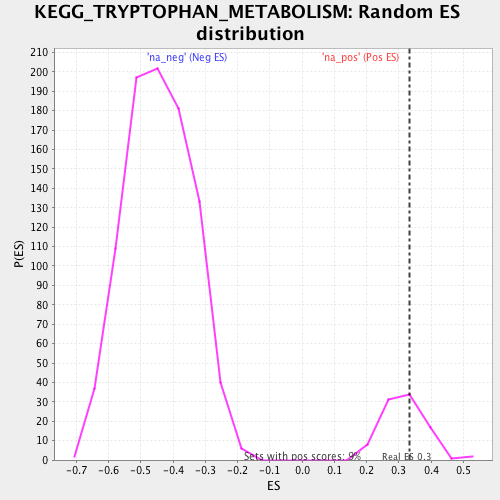 KEGG_TRYPTOPHAN_METABOLISM: Random ES
distribution
'na_neg' (Neg ES)
'na_pos' (Pos ES)
210
200
190
180
170
160
150
140
130
120
110
100
90
80
70
60
50
40
30
20
10
0
P(ES)
Sets with pos scores: 9%
Real ES 0.3
-0.7 -0.6 -0.5 -0.4 -0.3 -0.2 -0.1 0.0 0.1 0.2 0.3 0.4 0.5
ES